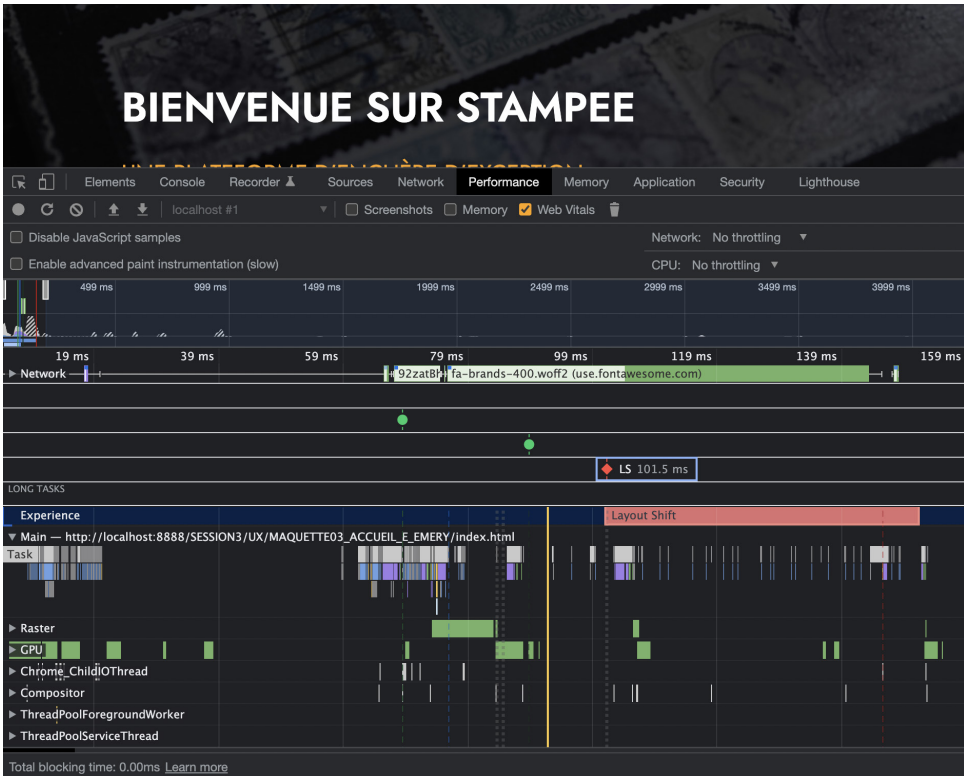 BIENVENUE SUR STAMPEE
UNE PLATEFORME D'ENCHÈRE D'EXCEPTION
Elements Console Recorder Sources Network Performance Memory Application Security Lighthouse
localhost #1 Screenshots Memory Web Vitals
Disable JavaScript samples Network: No throttling
Enable advanced paint instrumentation (slow) CPU: No throttling
499 ms 999 ms 1499 ms 1999 ms 2499 ms 2999 ms 3499 ms 3999 ms
19 ms 39 ms 59 ms 79 ms 99 ms 119 ms 139 ms 159 ms
Network fa-brands-400.woff2 (use.fontawesome.com)
LS 101.5 ms
LONG TASKS
Experience Layout Shift
Main — http://localhost:8888/SESSION3/UX/MAQUETTE03_ACCUEIL_E_EMERY/index.html
Task
Raster
GPU
Chrome_ChildIOThread
Compositor
ThreadPoolForegroundWorker
ThreadPoolServiceThread
Total blocking time: 0.00ms Learn more